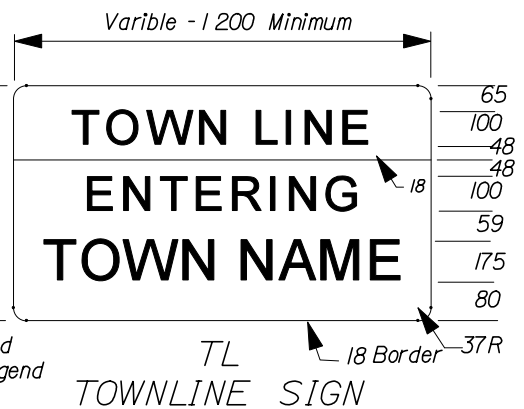 Varible - 1200 Minimum
TOWN LINE
ENTERING
TOWN NAME
65
100
48
48
100
59
175
80
18
37R
18 Border
d
gend
TL
TOWNLINE SIGN